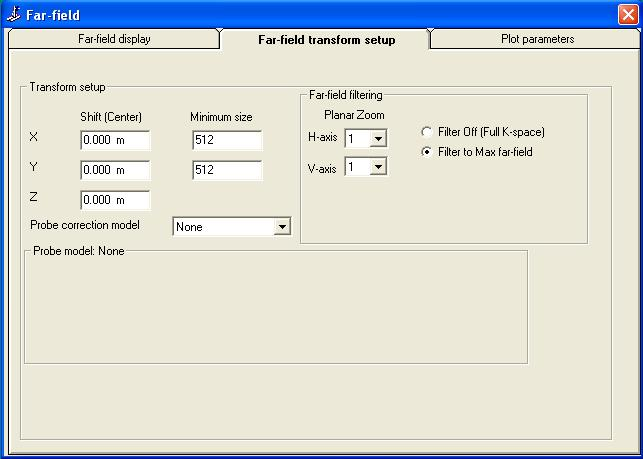 Far-field
Far-field display
Far-field transform setup
Plot parameters
Transform setup
Shift (Center)
Minimum size
X
0.000 m
512
Y
0.000 m
512
Z
0.000 m
Probe correction model
None
Far-field filtering
Planar Zoom
H-axis
1
V-axis
1
Filter Off (Full K-space)
Filter to Max far-field
Probe model: None